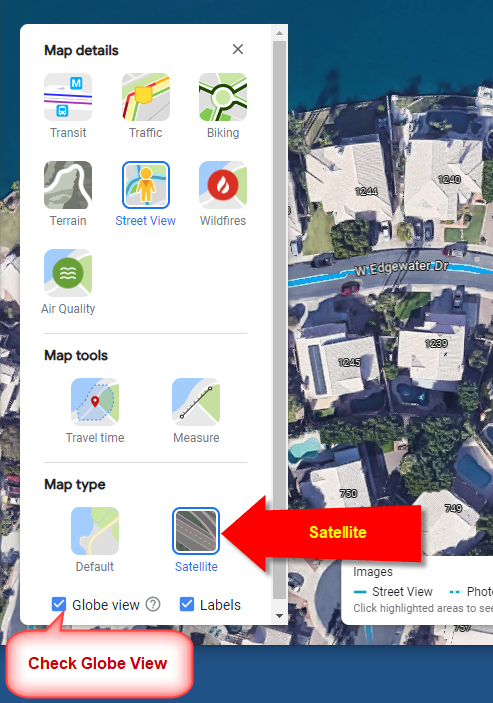 Map details
M
Transit
Traffic
Biking
Terrain
Street View
Wildfires
Air Quality
Map tools
Travel time
Measure
Map type
Default
Satellite
Globe view ?
Labels
1244
1240
W Edgewater Dr
1239
1245
750
749
Satellite
Images
Street View
Click highlighted areas to see
757
Check Globe View